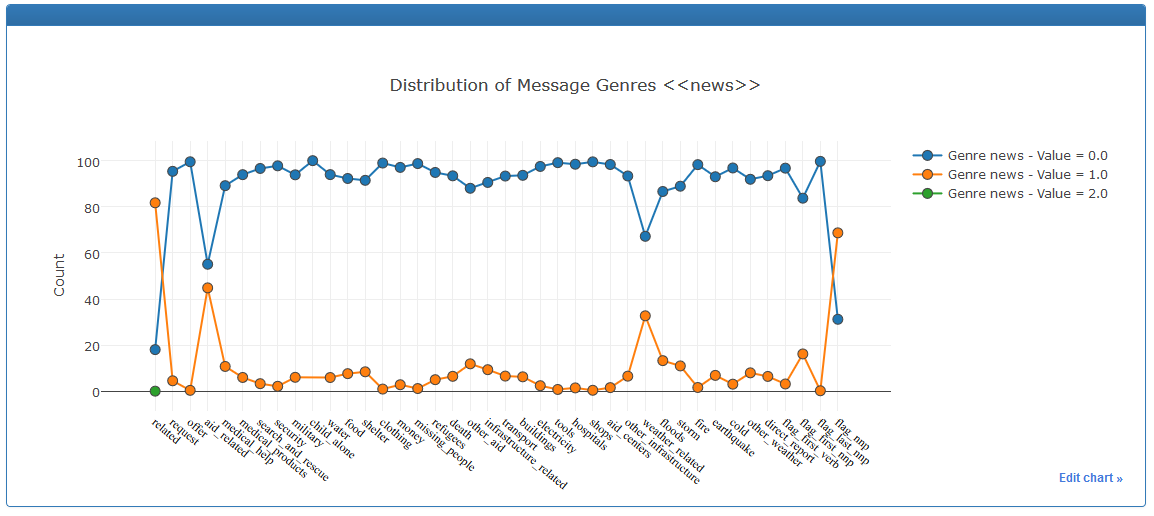 Distribution of Message Genres <<news>>
Genre news - Value = 0.0
Genre news - Value = 1.0
Genre news - Value = 2.0
Count
100
80
60
40
20
0
related
request
offer
aid_related
medical_help
medical_products
search_and_rescue
security
military
child_alone
water
food
shelter
clothing
money
missing_people
refugees
death
other_aid
infrastructure_related
transport
buildings
electricity
tools
hospitals
shops
aid_centers
other_infrastructure
weather_related
floods
storm
fire
earthquake
cold
other_weather
direct_report
flag_first_verb
flag_first_nnp
flag_last_nnp
flag_nnp
Edit chart »